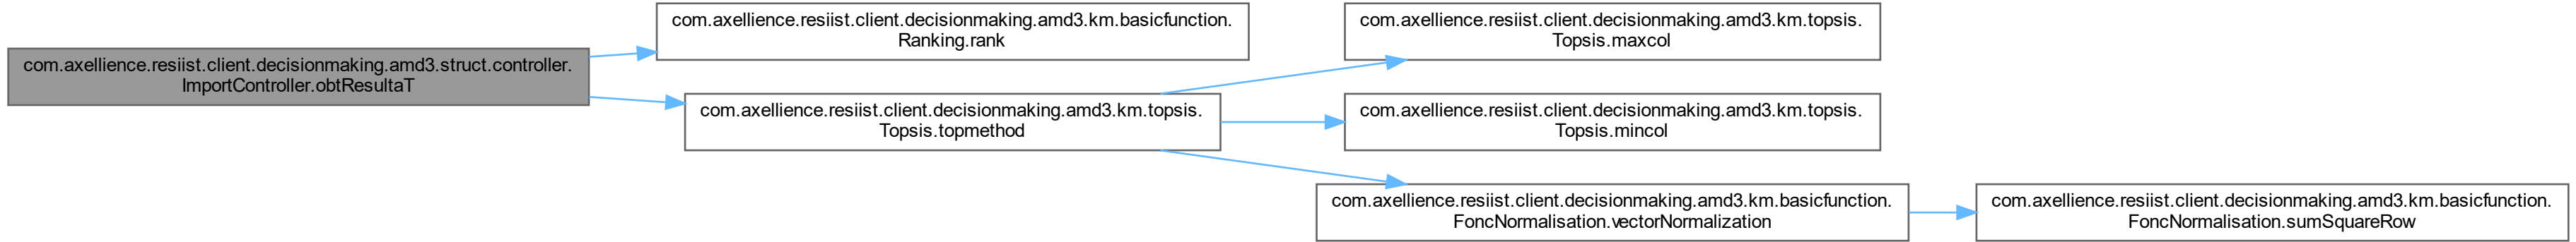 com.axellience.resiist.client.decisionmaking.amd3.struct.controller.
ImportController.obtResultaT
com.axellience.resiist.client.decisionmaking.amd3.km.basicfunction.
Ranking.rank
com.axellience.resiist.client.decisionmaking.amd3.km.topsis.
Topsis.topmethod
com.axellience.resiist.client.decisionmaking.amd3.km.topsis.
Topsis.maxcol
com.axellience.resiist.client.decisionmaking.amd3.km.topsis.
Topsis.mincol
com.axellience.resiist.client.decisionmaking.amd3.km.basicfunction.
FoncNormalisation.vectorNormalization
com.axellience.resiist.client.decisionmaking.amd3.km.basicfunction.
FoncNormalisation.sumSquareRow